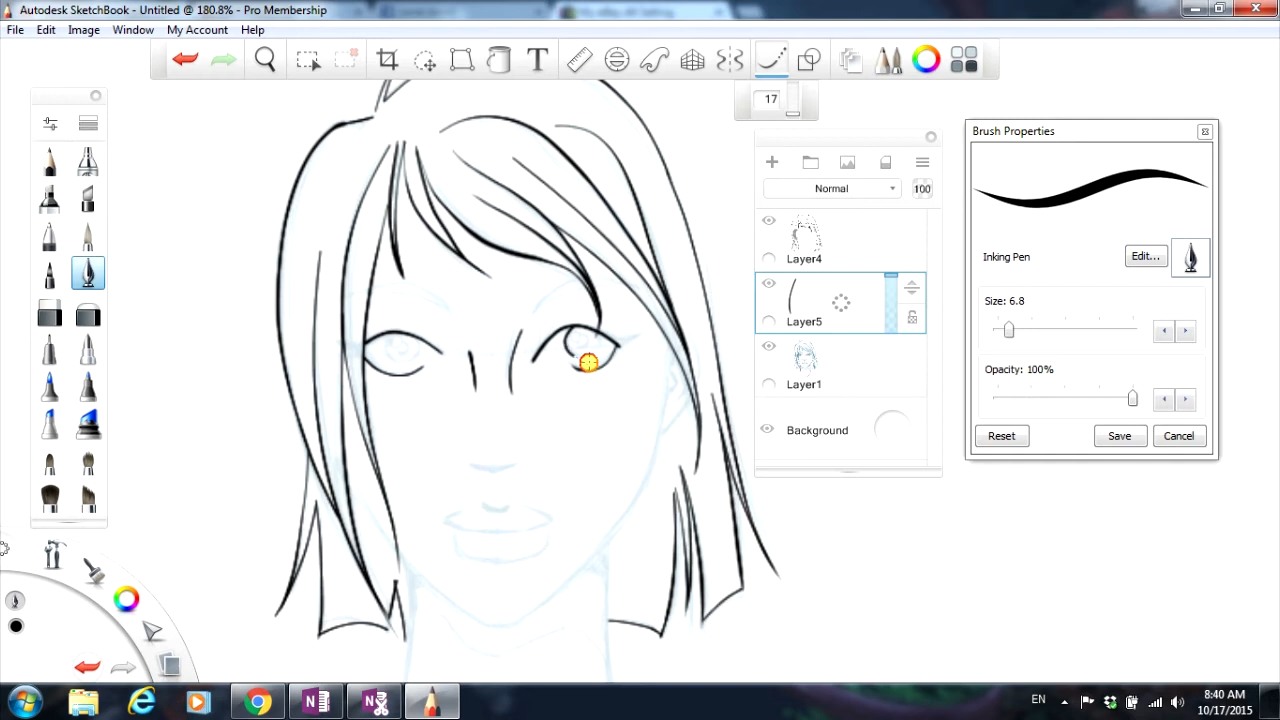 Autodesk SketchBook - Untitled @ 180.8% - Pro Membership
File Edit Image Window My Account Help
T
17
Brush Properties
Normal 100
Layer4
Inking Pen Edit...
Layer5
Size: 6.8
Layer1
Opacity: 100%
Background
Reset Save Cancel
EN
8:40 AM
10/17/2015